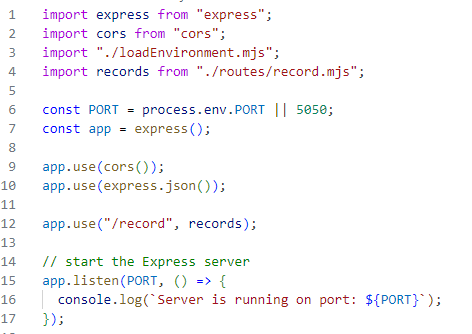 1 import express from "express";
2 import cors from "cors";
3 import "./loadEnvironment.mjs";
4 import records from "./routes/record.mjs";
5
6 const PORT = process.env.PORT || 5050;
7 const app = express();
8
9 app.use(cors());
10 app.use(express.json());
11
12 app.use("/record", records);
13
14 // start the Express server
15 app.listen(PORT, () => {
16   console.log(`Server is running on port: ${PORT}`);
17 });